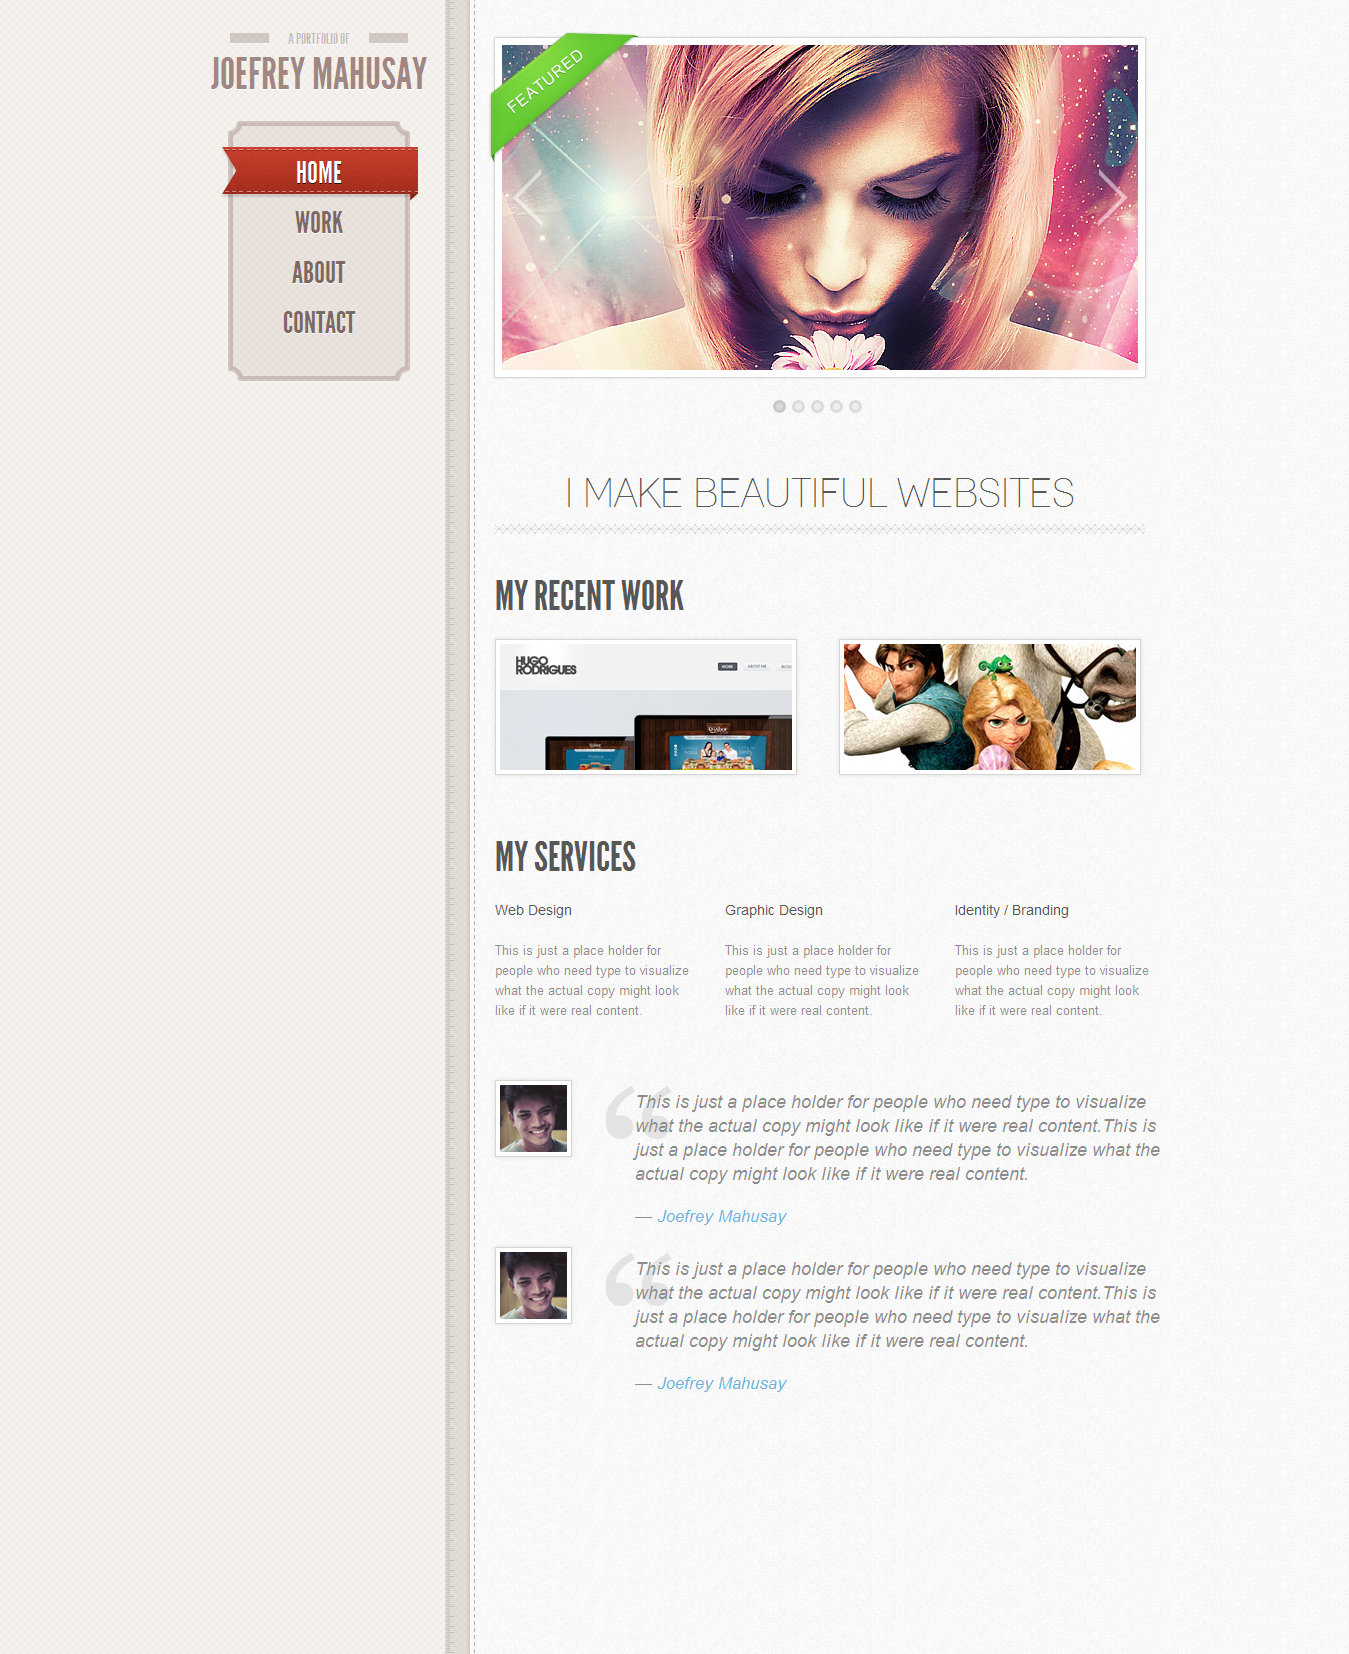 A PORTFOLIO OF
JOEFREY MAHUSAY
HOME
WORK
ABOUT
CONTACT
FEATURED
I MAKE BEAUTIFUL WEBSITES
MY RECENT WORK
HUGO
RODRIGUES
WORK
ABOUT ME
BLOG
MY SERVICES
Web Design
This is just a place holder for
people who need type to visualize
what the actual copy might look
like if it were real content.
Graphic Design
This is just a place holder for
people who need type to visualize
what the actual copy might look
like if it were real content.
Identity / Branding
This is just a place holder for
people who need type to visualize
what the actual copy might look
like if it were real content.
This is just a place holder for people who need type to visualize
what the actual copy might look like if it were real content.This is
just a place holder for people who need type to visualize what the
actual copy might look like if it were real content.
— Joefrey Mahusay
This is just a place holder for people who need type to visualize
what the actual copy might look like if it were real content.This is
just a place holder for people who need type to visualize what the
actual copy might look like if it were real content.
— Joefrey Mahusay